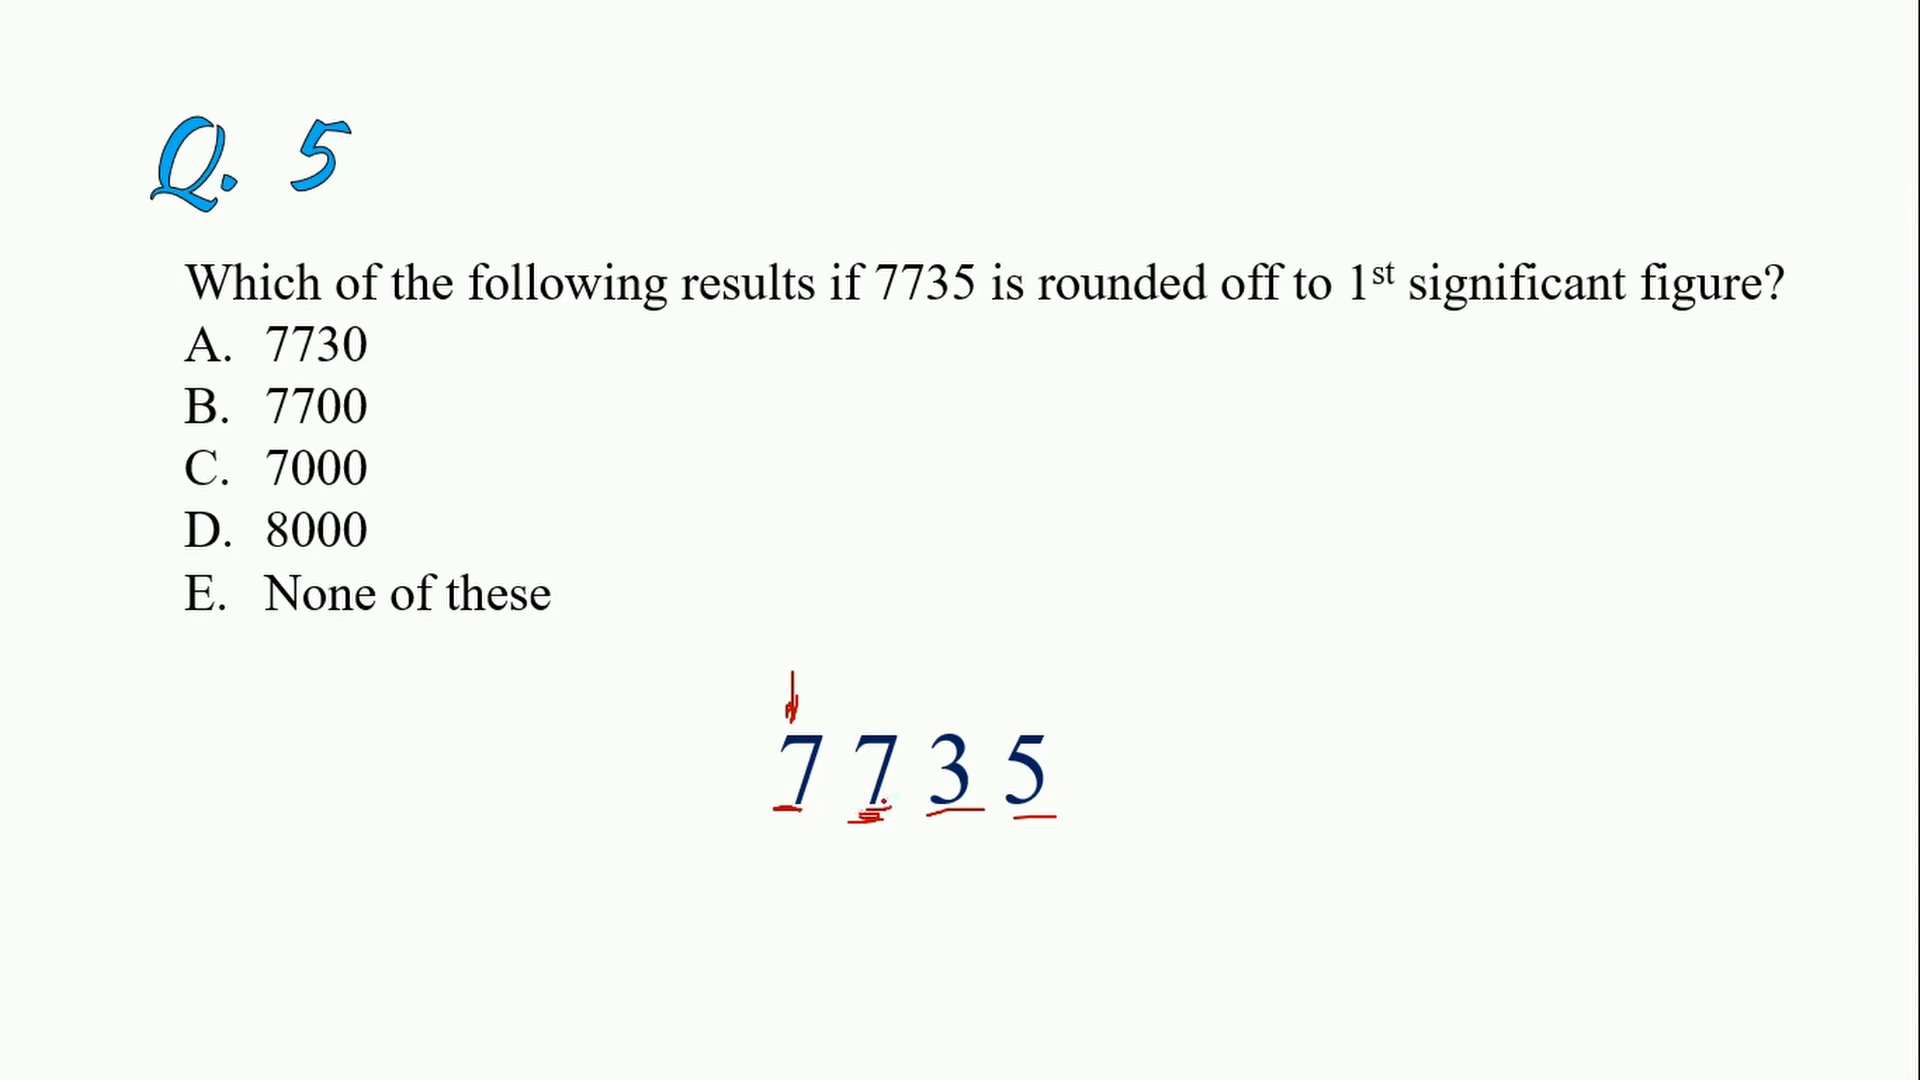 Q. 5
Which of the following results if 7735 is rounded off to 1st significant figure?
A. 7730
B. 7700
C. 7000
D. 8000
E. None of these
7 7 3 5